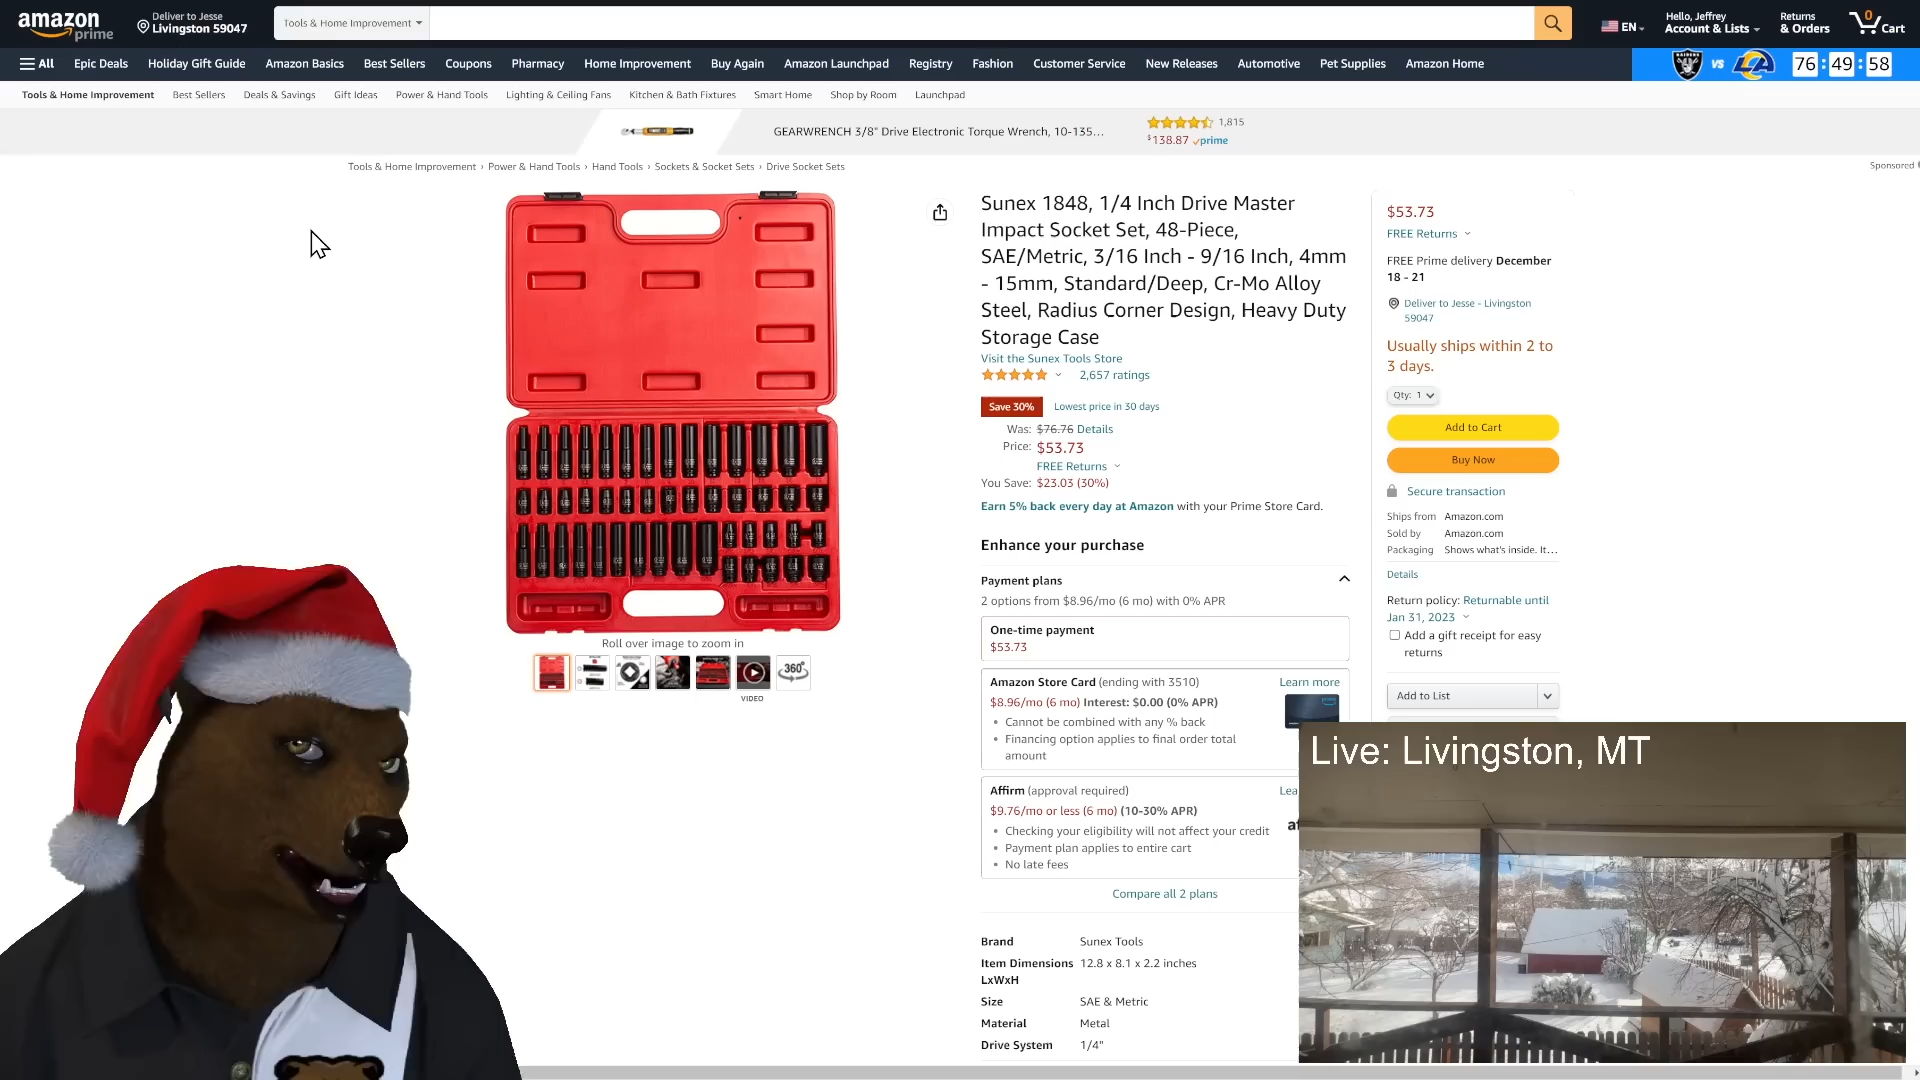 amazon
prime
Deliver to Jesse
Livingston 59047
Tools & Home Improvement
EN
Hello, Jeffrey
Account & Lists
Returns
& Orders
0
Cart
All
Epic Deals
Holiday Gift Guide
Amazon Basics
Best Sellers
Coupons
Pharmacy
Home Improvement
Buy Again
Amazon Launchpad
Registry
Fashion
Customer Service
New Releases
Automotive
Pet Supplies
Amazon Home
RAIDERS
VS
76:49:58
Tools & Home Improvement
Best Sellers
Deals & Savings
Gift Ideas
Power & Hand Tools
Lighting & Ceiling Fans
Kitchen & Bath Fixtures
Smart Home
Shop by Room
Launchpad
GEARWRENCH 3/8" Drive Electronic Torque Wrench, 10-135...
1,815
$138.87 prime
Tools & Home Improvement › Power & Hand Tools › Hand Tools › Sockets & Socket Sets › Drive Socket Sets
Sponsored
Sunex 1848, 1/4 Inch Drive Master
Impact Socket Set, 48-Piece,
SAE/Metric, 3/16 Inch - 9/16 Inch, 4mm
- 15mm, Standard/Deep, Cr-Mo Alloy
Steel, Radius Corner Design, Heavy Duty
Storage Case
Visit the Sunex Tools Store
2,657 ratings
Save 30%
Lowest price in 30 days
Was: $76.76 Details
Price: $53.73
FREE Returns
You Save: $23.03 (30%)
Earn 5% back every day at Amazon with your Prime Store Card.
Enhance your purchase
Payment plans
2 options from $8.96/mo (6 mo) with 0% APR
One-time payment
$53.73
Amazon Store Card (ending with 3510)
Learn more
$8.96/mo (6 mo) Interest: $0.00 (0% APR)
• Cannot be combined with any % back
• Financing option applies to final order total
amount
Affirm (approval required)
Lea
$9.76/mo or less (6 mo) (10-30% APR)
af
• Checking your eligibility will not affect your credit
• Payment plan applies to entire cart
• No late fees
Compare all 2 plans
Brand Sunex Tools
Item Dimensions 12.8 x 8.1 x 2.2 inches
LxWxH
Size SAE & Metric
Material Metal
Drive System 1/4"
Roll over image to zoom in
360°
VIDEO
$53.73
FREE Returns
FREE Prime delivery December
18 - 21
Deliver to Jesse - Livingston
59047
Usually ships within 2 to
3 days.
Qty: 1
Add to Cart
Buy Now
Secure transaction
Ships from Amazon.com
Sold by Amazon.com
Packaging Shows what's inside. It...
Details
Return policy: Returnable until
Jan 31, 2023
Add a gift receipt for easy
returns
Add to List
Live: Livingston, MT